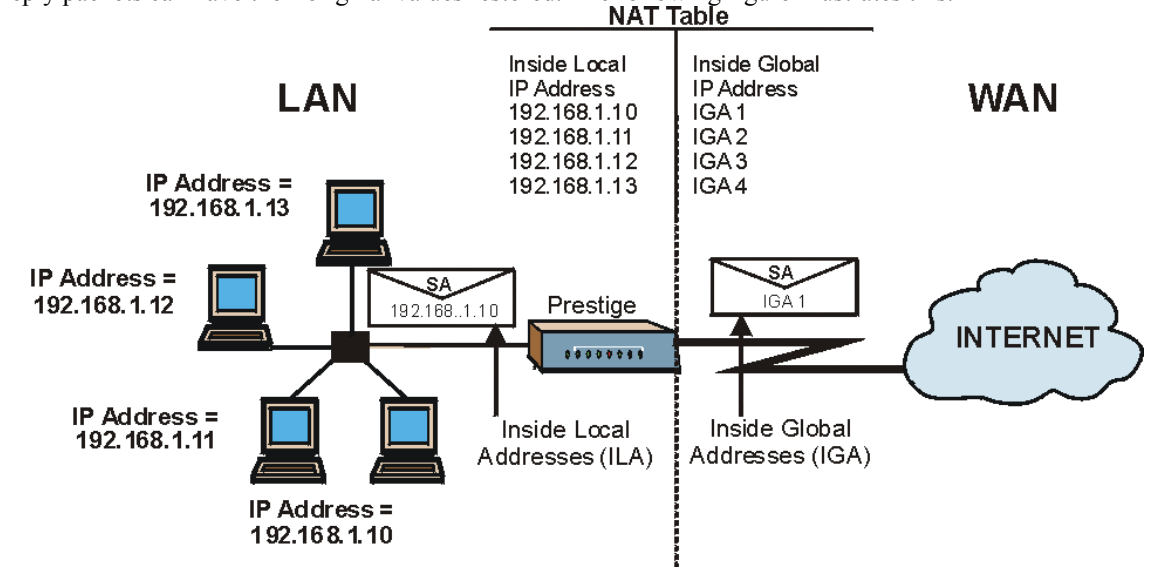 NAT Table
Inside Local
IP Address
192.168.1.10
192.168.1.11
192.168.1.12
192.168.1.13
Inside Global
IP Address
IGA 1
IGA 2
IGA 3
IGA 4
LAN
WAN
IP Address =
192.168.1.13
IP Address =
192.168.1.12
IP Address =
192.168.1.11
IP Address =
192.168.1.10
SA
192.168..1.10
Prestige
SA
IGA 1
INTERNET
Inside Local
Addresses (ILA)
Inside Global
Addresses (IGA)